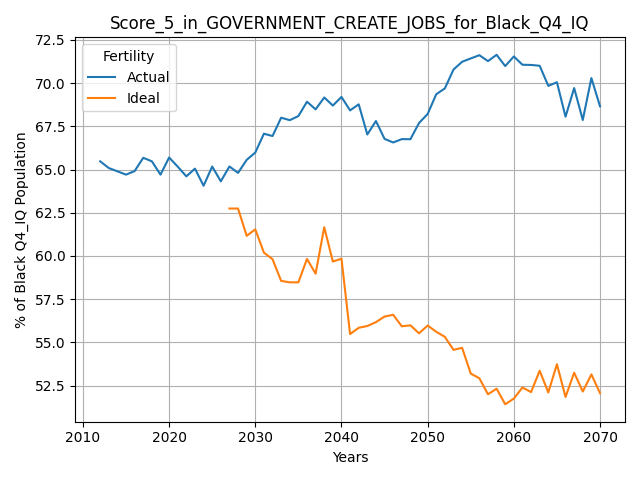 Score_5_in_GOVERNMENT_CREATE_JOBS_for_Black_Q4_IQ
Fertility
Actual
Ideal
% of Black Q4_IQ Population
72.5
70.0
67.5
65.0
62.5
60.0
57.5
55.0
52.5
2010 2020 2030 2040 2050 2060 2070
Years